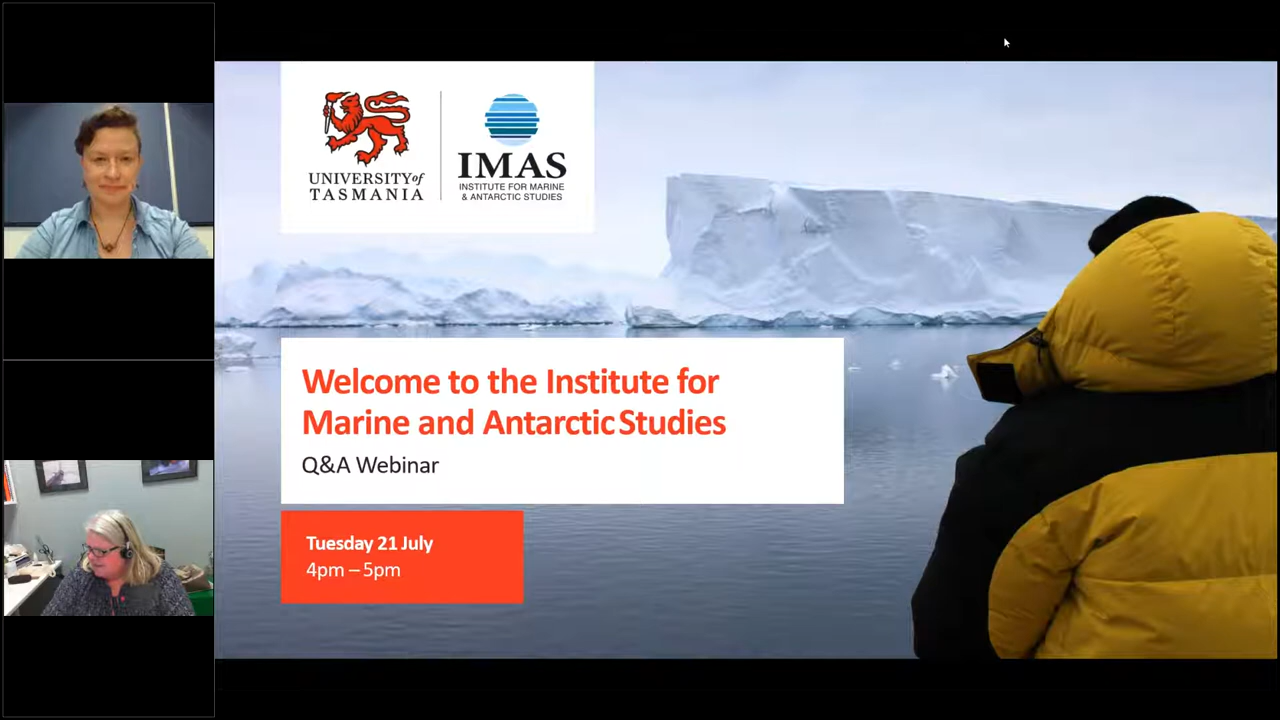 UNIVERSITY of
TASMANIA
IMAS
INSTITUTE FOR MARINE
& ANTARCTIC STUDIES
Welcome to the Institute for
Marine and Antarctic Studies
Q&A Webinar
Tuesday 21 July
4pm – 5pm